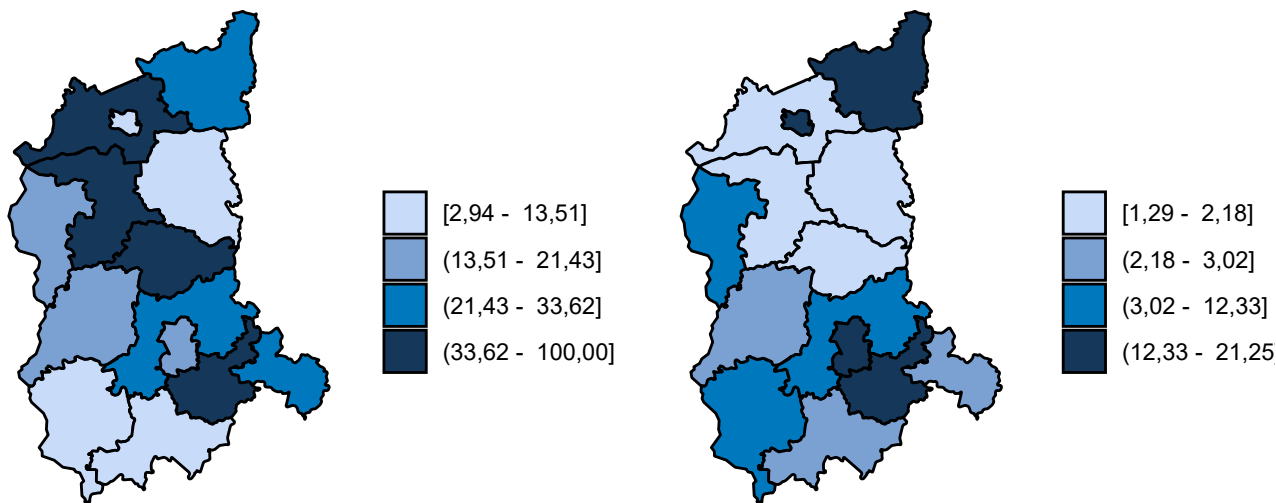 [2,94 - 13,51]
(13,51 - 21,43]
(21,43 - 33,62]
(33,62 - 100,00]
[1,29 - 2,18]
(2,18 - 3,02]
(3,02 - 12,33]
(12,33 - 21,25]